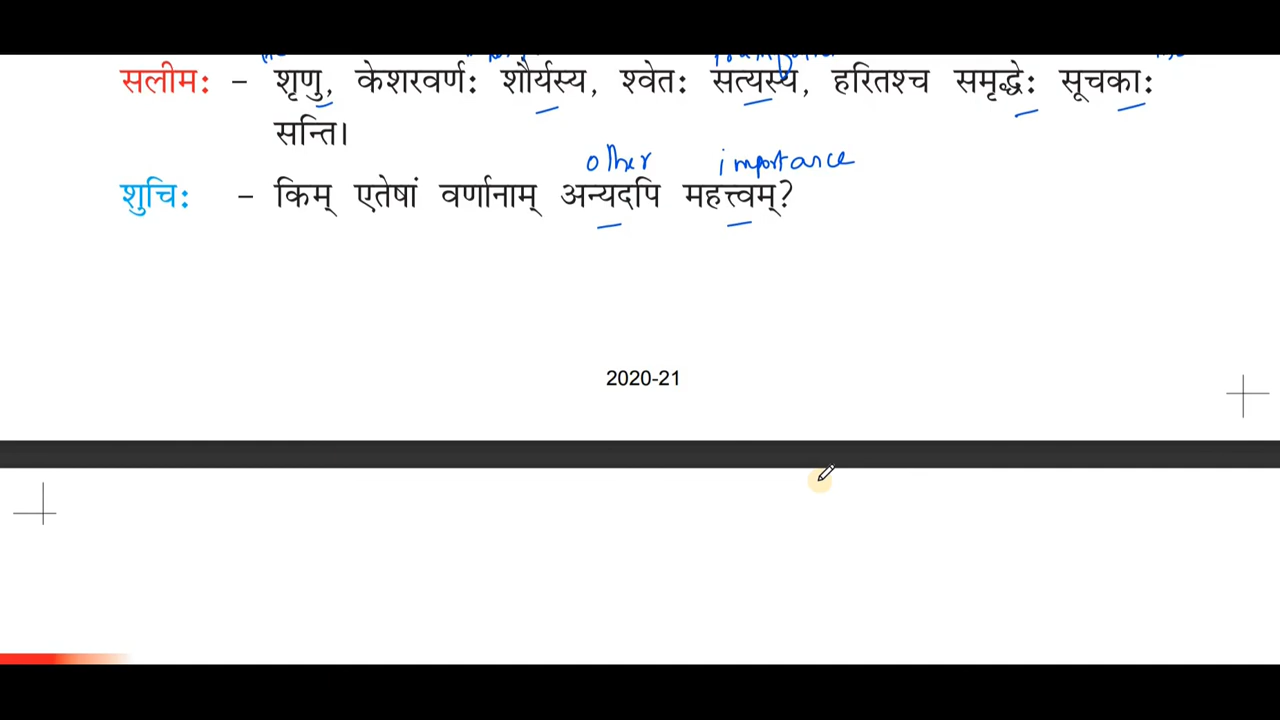 सलीमः – शृणु, केशरवर्णः शौर्यस्य, श्वेतः सत्यस्य, हरितश्च समृद्धेः सूचकाः
सन्ति।
other importance
शुचिः – किम् एतेषां वर्णानाम् अन्यदपि महत्त्वम्?
2020-21